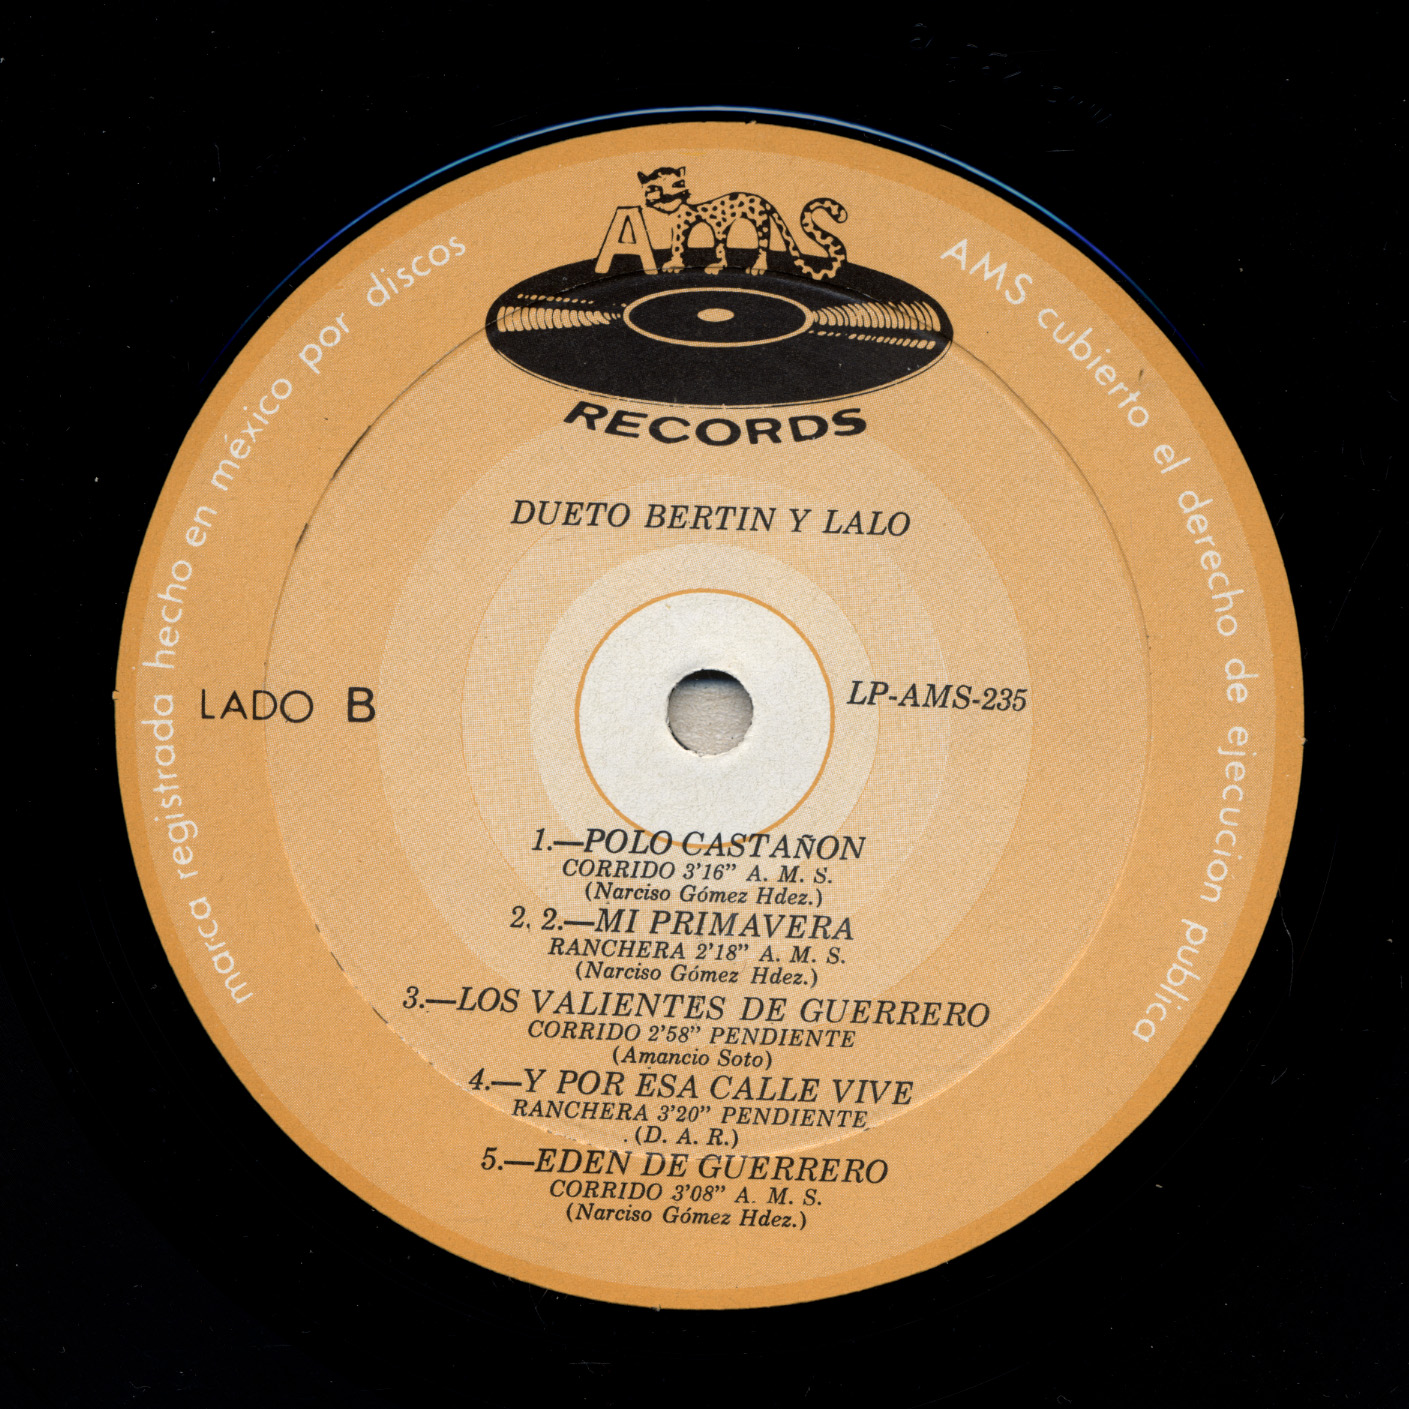 AMS
RECORDS
marca registrada hecho en méxico por discos AMS cubierto el derecho de ejecución publica
DUETO BERTIN Y LALO
LADO B
LP-AMS-235
1.—POLO CASTAÑON
CORRIDO 3'16" A. M. S.
(Narciso Gómez Hdez.)
2. 2.—MI PRIMAVERA
RANCHERA 2'18" A. M. S.
(Narciso Gómez Hdez.)
3.—LOS VALIENTES DE GUERRERO
CORRIDO 2'58" PENDIENTE
(Amancio Soto)
4.—Y POR ESA CALLE VIVE
RANCHERA 3'20" PENDIENTE
(D. A. R.)
5.—EDEN DE GUERRERO
CORRIDO 3'08" A. M. S.
(Narciso Gómez Hdez.)